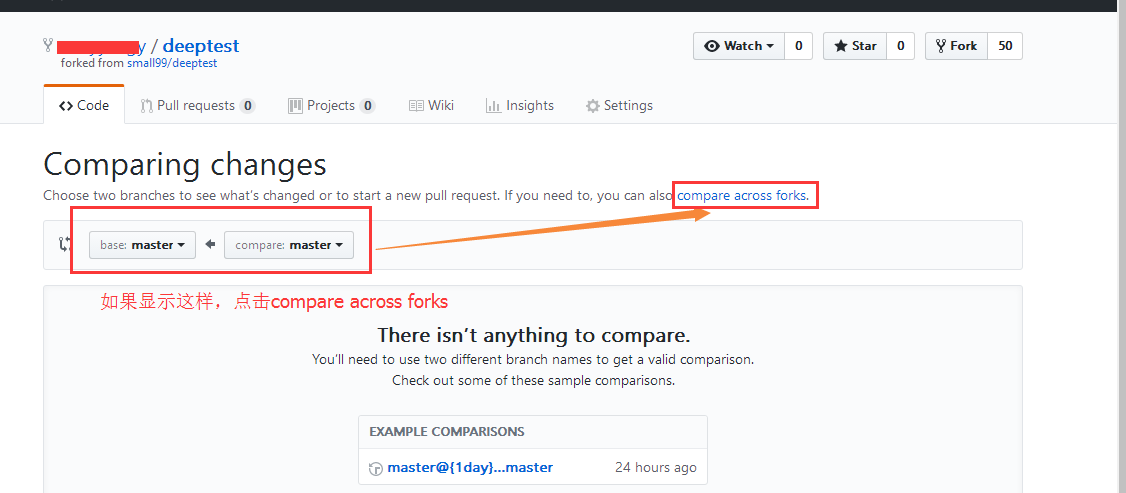 / deeptest
Watch 0 Star 0 Fork 50
forked from small99/deeptest
Code Pull requests 0 Projects 0 Wiki Insights Settings
Comparing changes
Choose two branches to see what's changed or to start a new pull request. If you need to, you can also compare across forks.
base: master compare: master
如果显示这样，点击compare across forks
There isn't anything to compare.
You'll need to use two different branch names to get a valid comparison.
Check out some of these sample comparisons.
EXAMPLE COMPARISONS
master@{1day}...master 24 hours ago